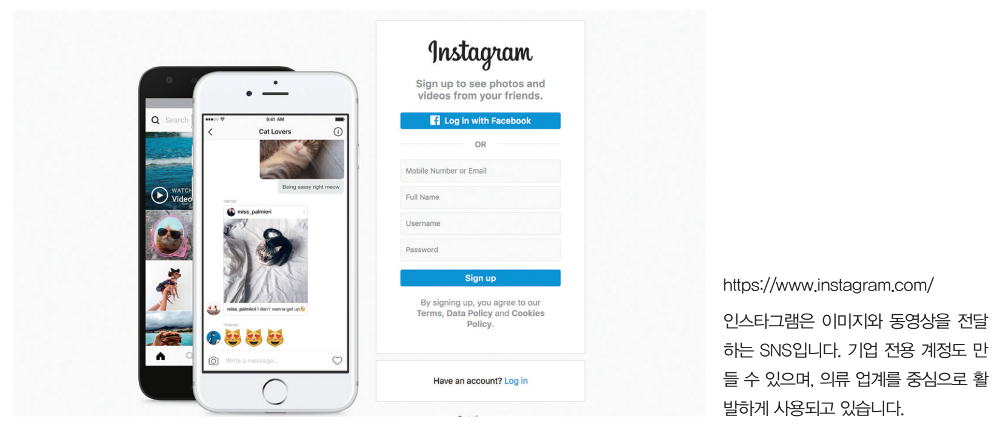 Search
WATCH
Video
9:41 AM
Cat Lovers
Being sassy right meow
catnap
miss_palmieri
miss_palmieri I don't wanna get up
ninanyc
Write a message...
Instagram
Sign up to see photos and
videos from your friends.
Log in with Facebook
OR
Mobile Number or Email
Full Name
Username
Password
Sign up
By signing up, you agree to our
Terms, Data Policy and Cookies
Policy.
Have an account? Log in
https://www.instagram.com/
인스타그램은 이미지와 동영상을 전달
하는 SNS입니다. 기업 전용 계정도 만
들 수 있으며, 의류 업계를 중심으로 활
발하게 사용되고 있습니다.